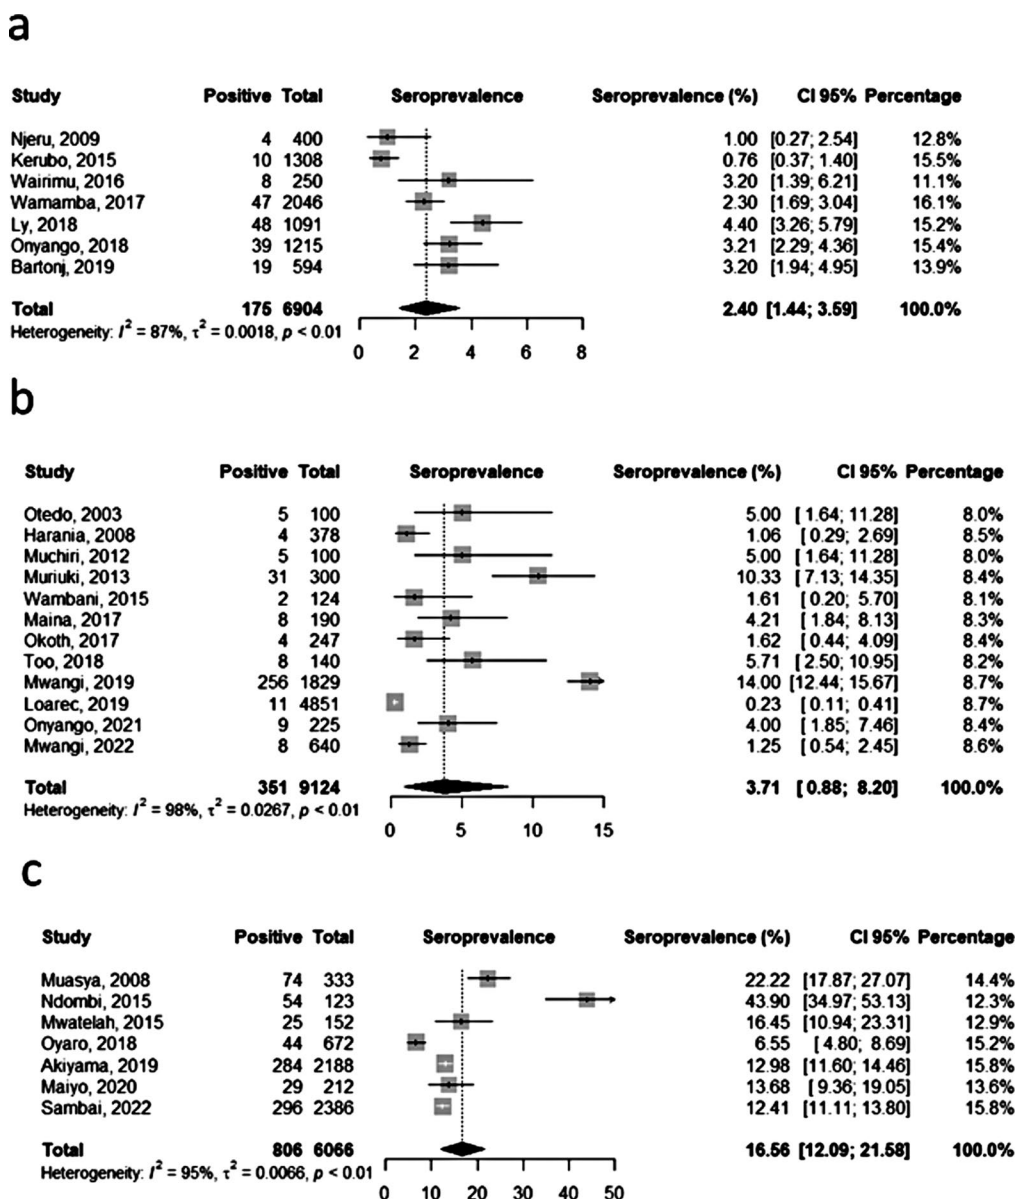 a
Study Positive Total Seroprevalence Seroprevalence (%) CI 95% Percentage
Njeru, 2009 4 400 1.00 [0.27; 2.54] 12.8%
Kerubo, 2015 10 1308 0.76 [0.37; 1.40] 15.5%
Wairimu, 2016 8 250 3.20 [1.39; 6.21] 11.1%
Wamamba, 2017 47 2046 2.30 [1.69; 3.04] 16.1%
Ly, 2018 48 1091 4.40 [3.26; 5.79] 15.2%
Onyango, 2018 39 1215 3.21 [2.29; 4.36] 15.4%
Bartonj, 2019 19 594 3.20 [1.94; 4.95] 13.9%
Total 175 6904 2.40 [1.44; 3.59] 100.0%
Heterogeneity: I² = 87%, τ² = 0.0018, p < 0.01
0 2 4 6 8
b
Study Positive Total Seroprevalence Seroprevalence (%) CI 95% Percentage
Otedo, 2003 5 100 5.00 [ 1.64; 11.28] 8.0%
Harania, 2008 4 378 1.06 [ 0.29; 2.69] 8.5%
Muchiri, 2012 5 100 5.00 [ 1.64; 11.28] 8.0%
Muriuki, 2013 31 300 10.33 [ 7.13; 14.35] 8.4%
Wambani, 2015 2 124 1.61 [ 0.20; 5.70] 8.1%
Maina, 2017 8 190 4.21 [ 1.84; 8.13] 8.3%
Okoth, 2017 4 247 1.62 [ 0.44; 4.09] 8.4%
Too, 2018 8 140 5.71 [ 2.50; 10.95] 8.2%
Mwangi, 2019 256 1829 14.00 [12.44; 15.67] 8.7%
Loarec, 2019 11 4851 0.23 [ 0.11; 0.41] 8.7%
Onyango, 2021 9 225 4.00 [ 1.85; 7.46] 8.4%
Mwangi, 2022 8 640 1.25 [ 0.54; 2.45] 8.6%
Total 351 9124 3.71 [ 0.88; 8.20] 100.0%
Heterogeneity: I² = 98%, τ² = 0.0267, p < 0.01
0 5 10 15
c
Study Positive Total Seroprevalence Seroprevalence (%) CI 95% Percentage
Muasya, 2008 74 333 22.22 [17.87; 27.07] 14.4%
Ndombi, 2015 54 123 43.90 [34.97; 53.13] 12.3%
Mwatelah, 2015 25 152 16.45 [10.94; 23.31] 12.9%
Oyaro, 2018 44 672 6.55 [ 4.80; 8.69] 15.2%
Akiyama, 2019 284 2188 12.98 [11.60; 14.46] 15.8%
Maiyo, 2020 29 212 13.68 [ 9.36; 19.05] 13.6%
Sambai, 2022 296 2386 12.41 [11.11; 13.80] 15.8%
Total 806 6066 16.56 [12.09; 21.58] 100.0%
Heterogeneity: I² = 95%, τ² = 0.0066, p < 0.01
0 10 20 30 40 50